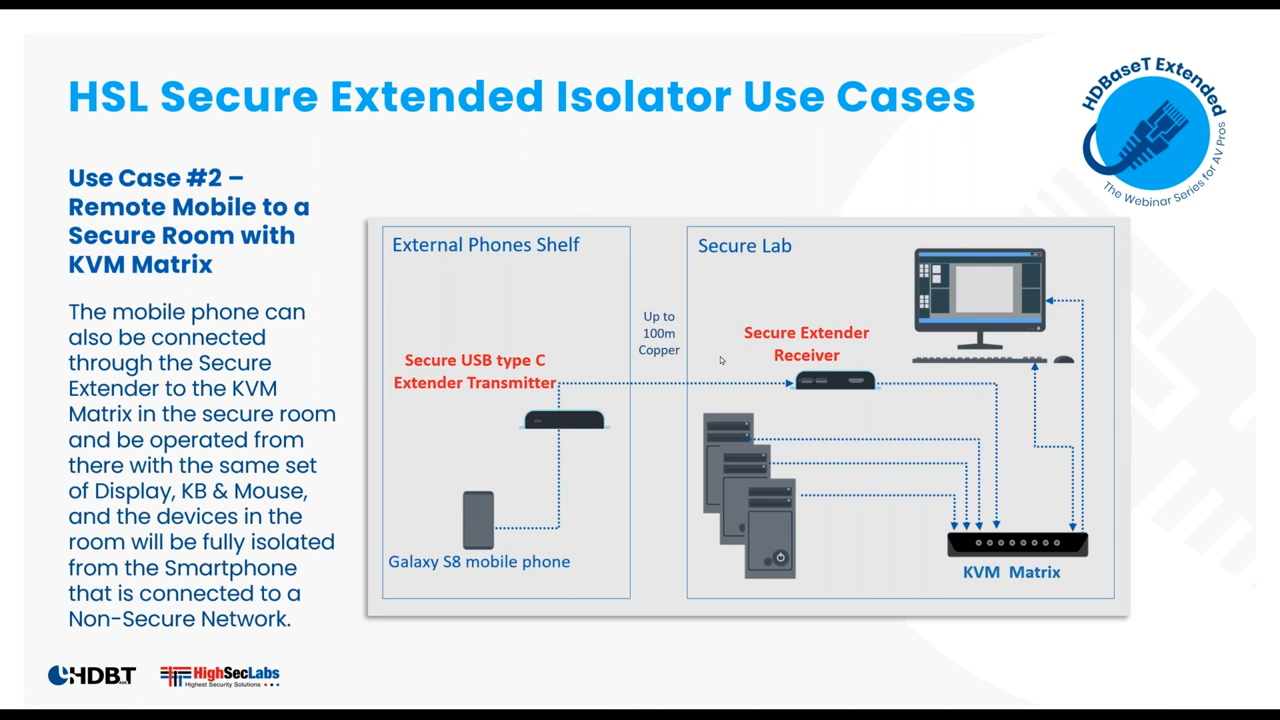 HSL Secure Extended Isolator Use Cases
HDBaseT Extended
The Webinar Series for AV Pros
Use Case #2 –
Remote Mobile to a
Secure Room with
KVM Matrix
The mobile phone can
also be connected
through the Secure
Extender to the KVM
Matrix in the secure room
and be operated from
there with the same set
of Display, KB & Mouse,
and the devices in the
room will be fully isolated
from the Smartphone
that is connected to a
Non-Secure Network.
External Phones Shelf
Secure USB type C
Extender Transmitter
Galaxy S8 mobile phone
Up to
100m
Copper
Secure Lab
Secure Extender
Receiver
KVM Matrix
HDBT
HighSecLabs
Highest Security Solutions